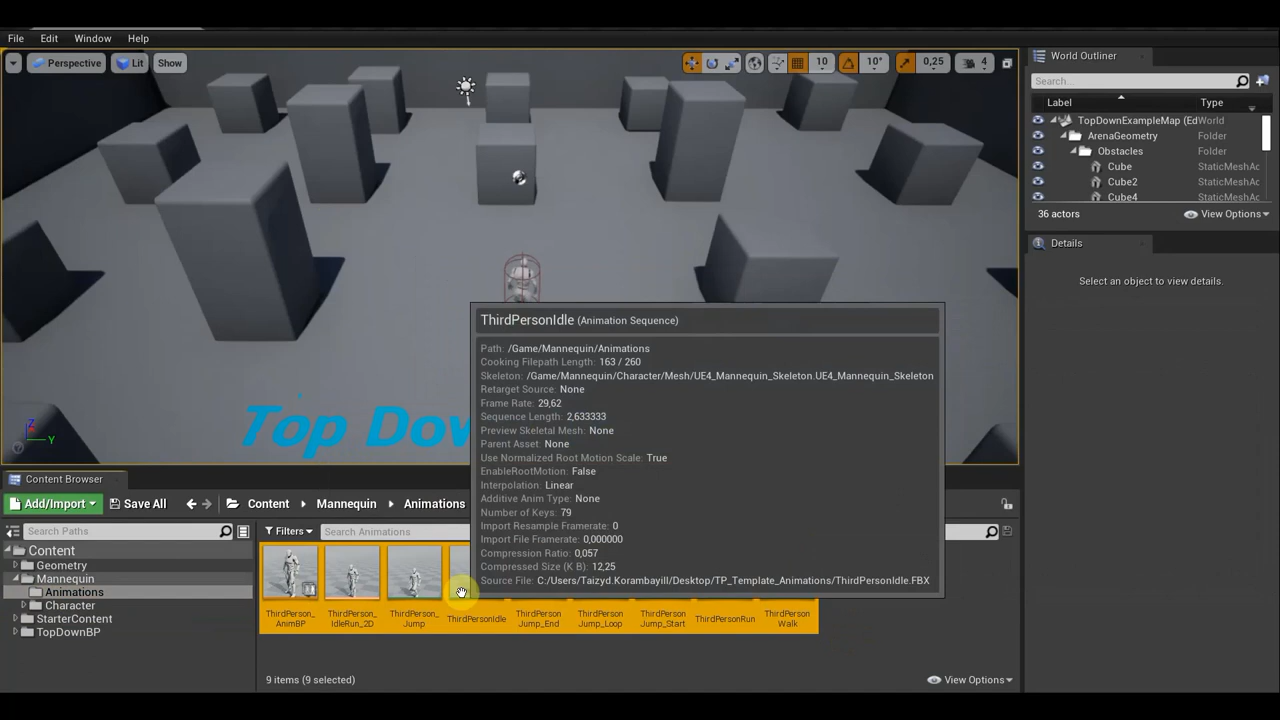 File Edit Window Help
Perspective Lit Show 10 10° 0,25 4
World Outliner
Search...
Label Type
TopDownExampleMap (Ed World
ArenaGeometry Folder
Obstacles Folder
Cube StaticMeshAc
Cube2 StaticMeshAc
Cube4 StaticMeshAc
36 actors View Options
Details
Select an object to view details.
Top Dow
Z
Y
ThirdPersonIdle (Animation Sequence)
Path: /Game/Mannequin/Animations
Cooking Filepath Length: 163 / 260
Skeleton: /Game/Mannequin/Character/Mesh/UE4_Mannequin_Skeleton.UE4_Mannequin_Skeleton
Retarget Source: None
Frame Rate: 29,62
Sequence Length: 2,633333
Preview Skeletal Mesh: None
Parent Asset: None
Use Normalized Root Motion Scale: True
EnableRootMotion: False
Interpolation: Linear
Additive Anim Type: None
Number of Keys: 79
Import Resample Framerate: 0
Import File Framerate: 0,000000
Compression Ratio: 0,057
Compressed Size (K B): 12,25
Source File: C:/Users/Taizyd.Korambayill/Desktop/TP_Template_Animations/ThirdPersonIdle.FBX
Content Browser
Add/Import Save All Content Mannequin Animations
Search Paths
Filters Search Animations
Content
Geometry
Mannequin
Animations
Character
StarterContent
TopDownBP
ThirdPerson_
AnimBP
ThirdPerson_
IdleRun_2D
ThirdPerson_
Jump
ThirdPersonIdle
ThirdPerson
Jump_End
ThirdPerson
Jump_Loop
ThirdPerson
Jump_Start
ThirdPersonRun
ThirdPerson
Walk
9 items (9 selected) View Options